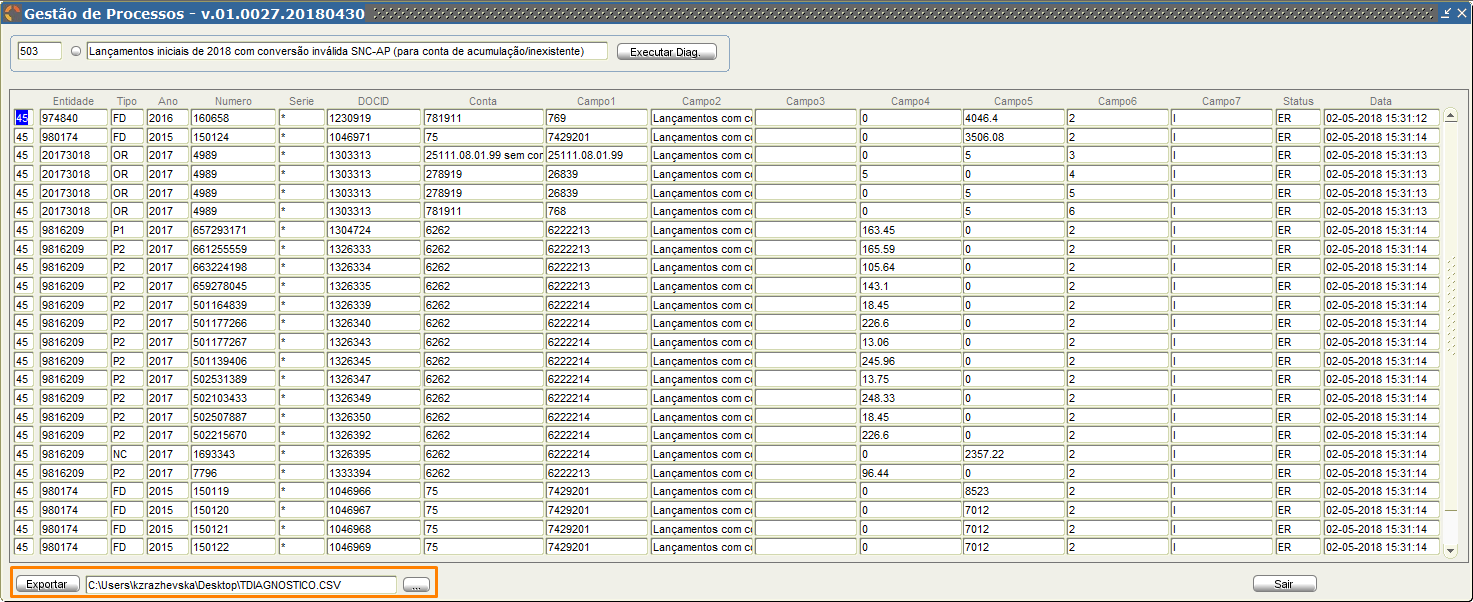 Gestão de Processos - v.01.0027.20180430
503 Lançamentos iniciais de 2018 com conversão inválida SNC-AP (para conta de acumulação/inexistente) Executar Diag.
Entidade Tipo Ano Numero Serie DOCID Conta Campo1 Campo2 Campo3 Campo4 Campo5 Campo6 Campo7 Status Data
45 974840 FD 2016 160658 * 1230919 781911 769 Lançamentos com co 0 4046.4 2 I ER 02-05-2018 15:31:12
45 980174 FD 2015 150124 * 1046971 75 7429201 Lançamentos com co 0 3506.08 2 I ER 02-05-2018 15:31:13
45 20173018 OR 2017 4989 * 1303313 25111.08.01.99 sem con 25111.08.01.99 Lançamentos com co 0 5 3 I ER 02-05-2018 15:31:13
45 20173018 OR 2017 4989 * 1303313 278919 26839 Lançamentos com co 5 0 4 I ER 02-05-2018 15:31:13
45 20173018 OR 2017 4989 * 1303313 278919 26839 Lançamentos com co 0 5 5 I ER 02-05-2018 15:31:13
45 20173018 OR 2017 4989 * 1303313 781911 768 Lançamentos com co 0 5 6 I ER 02-05-2018 15:31:13
45 9816209 P1 2017 657293171 * 1304724 6262 6222213 Lançamentos com co 163.45 0 2 I ER 02-05-2018 15:31:14
45 9816209 P2 2017 661255559 * 1326333 6262 6222213 Lançamentos com co 165.59 0 2 I ER 02-05-2018 15:31:14
45 9816209 P2 2017 663224198 * 1326334 6262 6222213 Lançamentos com co 105.64 0 2 I ER 02-05-2018 15:31:14
45 9816209 P2 2017 659278045 * 1326335 6262 6222213 Lançamentos com co 143.1 0 2 I ER 02-05-2018 15:31:14
45 9816209 P2 2017 501164839 * 1326339 6262 6222214 Lançamentos com co 18.45 0 2 I ER 02-05-2018 15:31:14
45 9816209 P2 2017 501177266 * 1326340 6262 6222214 Lançamentos com co 226.6 0 2 I ER 02-05-2018 15:31:14
45 9816209 P2 2017 501177267 * 1326343 6262 6222214 Lançamentos com co 13.06 0 2 I ER 02-05-2018 15:31:14
45 9816209 P2 2017 501139406 * 1326345 6262 6222214 Lançamentos com co 245.96 0 2 I ER 02-05-2018 15:31:14
45 9816209 P2 2017 502531389 * 1326347 6262 6222214 Lançamentos com co 13.75 0 2 I ER 02-05-2018 15:31:14
45 9816209 P2 2017 502103433 * 1326349 6262 6222214 Lançamentos com co 248.33 0 2 I ER 02-05-2018 15:31:14
45 9816209 P2 2017 502507887 * 1326350 6262 6222214 Lançamentos com co 18.45 0 2 I ER 02-05-2018 15:31:14
45 9816209 P2 2017 502215670 * 1326392 6262 6222214 Lançamentos com co 226.6 0 2 I ER 02-05-2018 15:31:14
45 9816209 NC 2017 1693343 * 1326395 6262 6222214 Lançamentos com co 0 2357.22 2 I ER 02-05-2018 15:31:14
45 9816209 P2 2017 7796 * 1333394 6262 6222213 Lançamentos com co 96.44 0 2 I ER 02-05-2018 15:31:14
45 980174 FD 2015 150119 * 1046966 75 7429201 Lançamentos com co 0 8523 2 I ER 02-05-2018 15:31:14
45 980174 FD 2015 150120 * 1046967 75 7429201 Lançamentos com co 0 7012 2 I ER 02-05-2018 15:31:14
45 980174 FD 2015 150121 * 1046968 75 7429201 Lançamentos com co 0 7012 2 I ER 02-05-2018 15:31:14
45 980174 FD 2015 150122 * 1046969 75 7429201 Lançamentos com co 0 7012 2 I ER 02-05-2018 15:31:14
Exportar C:\Users\kzrazhevska\Desktop\TDIAGNOSTICO.CSV ... Sair